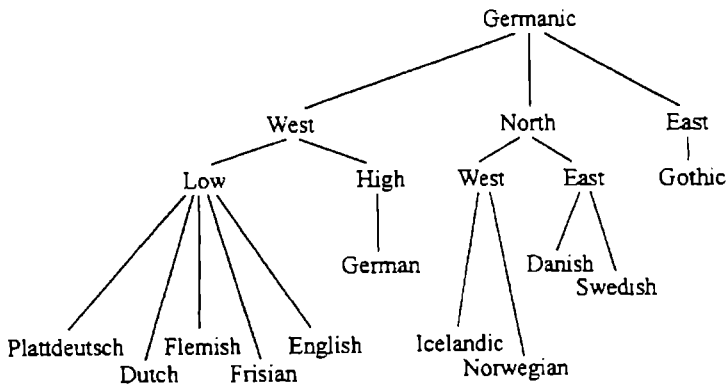 Germanic
West North East
Low High West East Gothic
German Danish
Swedish
Plattdeutsch Flemish English Icelandic
Dutch Frisian Norwegian